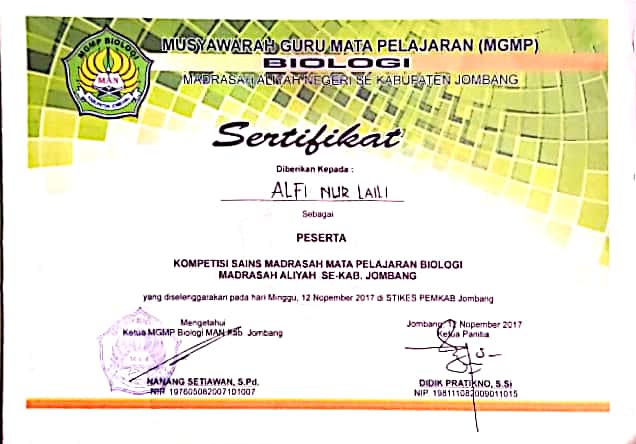 MUSYAWARAH GURU MATA PELAJARAN (MGMP)
BIOLOGI
MADRASAH ALIYAH NEGERI SE KABUPATEN JOMBANG
MGMP BIOLOGI
MAN
Sertifikat
Diberikan Kepada :
ALFI NUR LAILI
Sebagai
PESERTA
KOMPETISI SAINS MADRASAH MATA PELAJARAN BIOLOGI
MADRASAH ALIYAH SE-KAB. JOMBANG
yang diselenggarakan pada hari Minggu, 12 Nopember 2017 di STIKES PEMKAB Jombang
Mengetahui
Ketua MGMP Biologi MAN Kab. Jombang
NANANG SETIAWAN, S.Pd.
NIP. 197605082007101007
Jombang, 12 Nopember 2017
Ketua Panitia
DIDIK PRATIKNO, S.Si
NIP. 198111082009011015